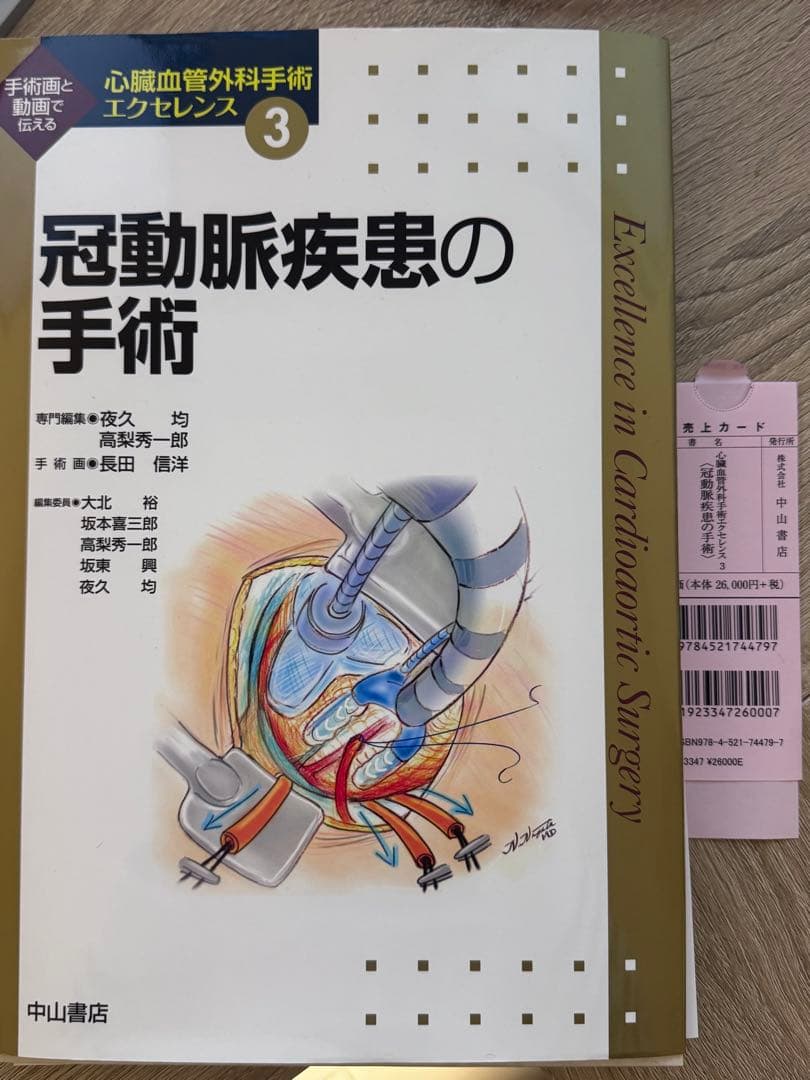 手術画と
動画で
伝える
心臓血管外科手術
エクセレンス
3
冠動脈疾患の
手術
専門編集◉夜久 均
高梨秀一郎
手術画◉長田 信洋
編集委員◉大北 裕
坂本喜三郎
高梨秀一郎
坂東 興
夜久 均
中山書店
Excellence in Cardioaortic Surgery
売上カード
書名
発行所
心臓血管外科手術エクセレンス 3
〈冠動脈疾患の手術〉
株式会社 中山書店
価(本体 26,000円+税)
9784521744797
1923347260007
SBN978-4-521-74479-7
3347 ¥26000E